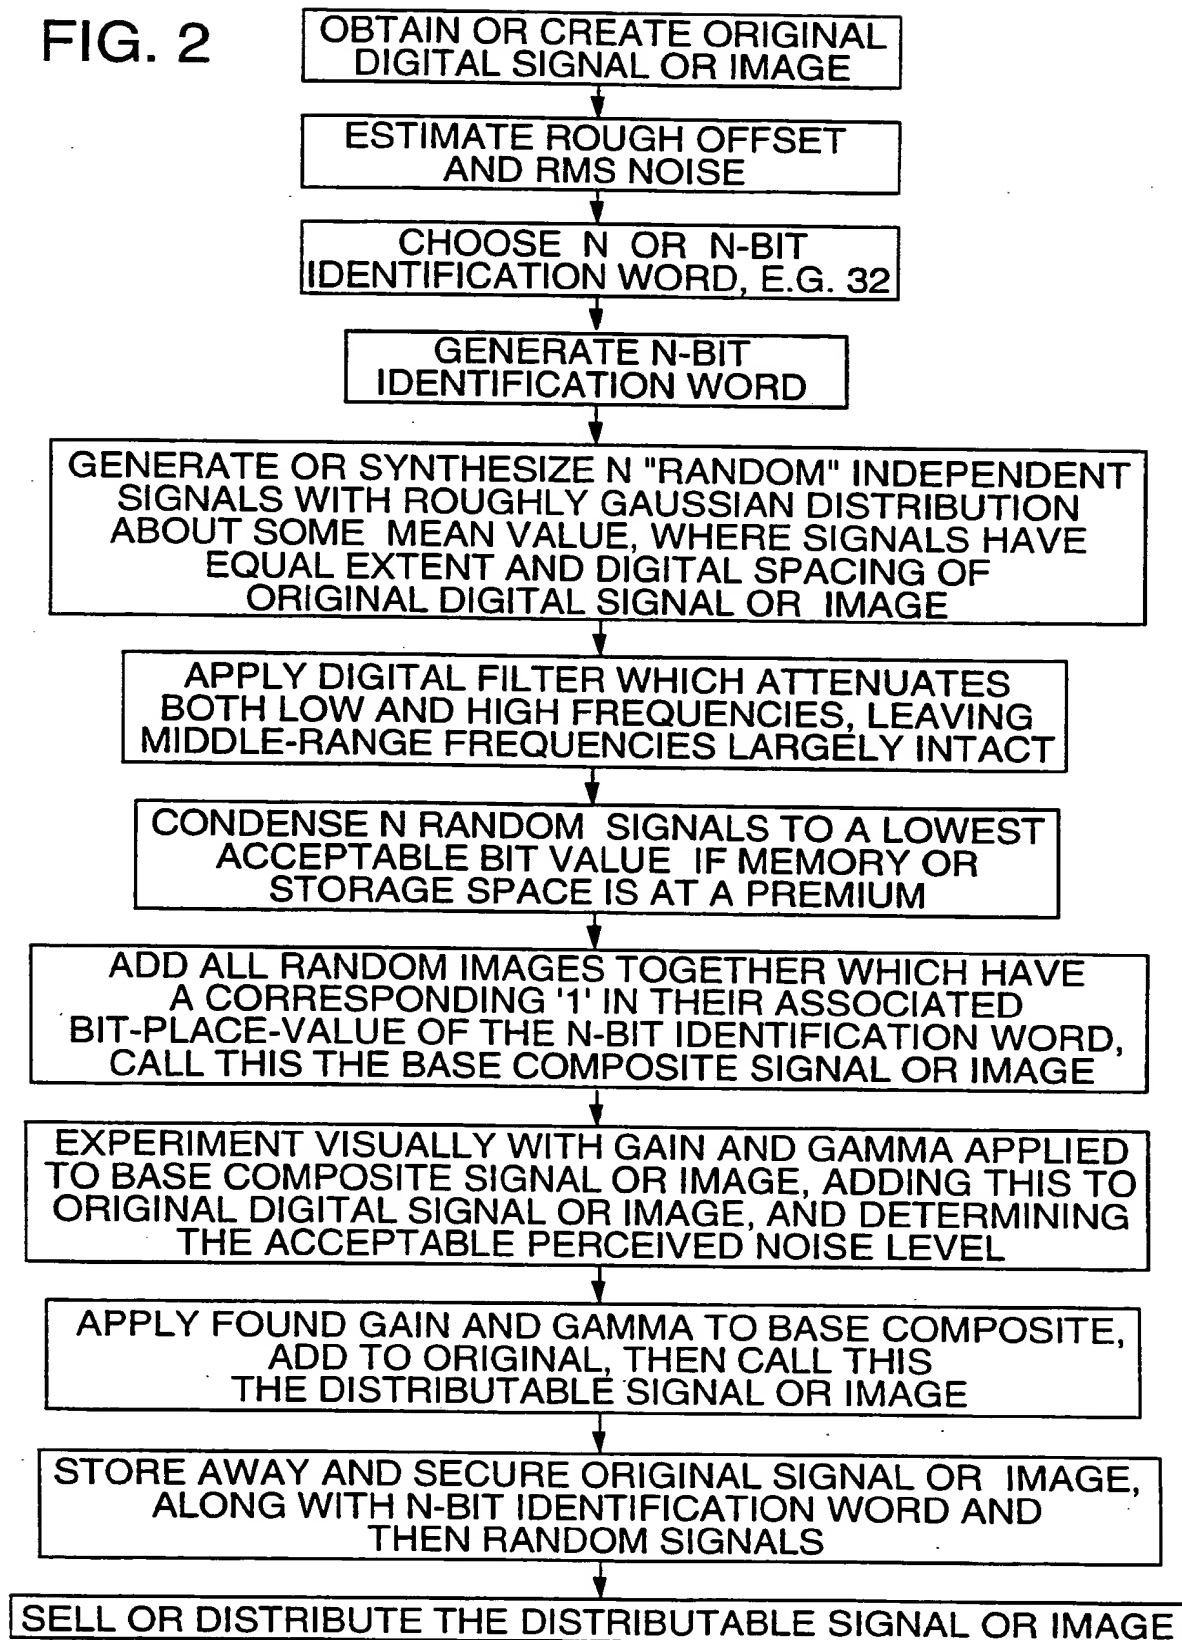 FIG. 2
OBTAIN OR CREATE ORIGINAL
DIGITAL SIGNAL OR IMAGE
ESTIMATE ROUGH OFFSET
AND RMS NOISE
CHOOSE N OR N-BIT
IDENTIFICATION WORD, E.G. 32
GENERATE N-BIT
IDENTIFICATION WORD
GENERATE OR SYNTHESIZE N "RANDOM" INDEPENDENT
SIGNALS WITH ROUGHLY GAUSSIAN DISTRIBUTION
ABOUT SOME MEAN VALUE, WHERE SIGNALS HAVE
EQUAL EXTENT AND DIGITAL SPACING OF
ORIGINAL DIGITAL SIGNAL OR IMAGE
APPLY DIGITAL FILTER WHICH ATTENUATES
BOTH LOW AND HIGH FREQUENCIES, LEAVING
MIDDLE-RANGE FREQUENCIES LARGELY INTACT
CONDENSE N RANDOM SIGNALS TO A LOWEST
ACCEPTABLE BIT VALUE IF MEMORY OR
STORAGE SPACE IS AT A PREMIUM
ADD ALL RANDOM IMAGES TOGETHER WHICH HAVE
A CORRESPONDING '1' IN THEIR ASSOCIATED
BIT-PLACE-VALUE OF THE N-BIT IDENTIFICATION WORD,
CALL THIS THE BASE COMPOSITE SIGNAL OR IMAGE
EXPERIMENT VISUALLY WITH GAIN AND GAMMA APPLIED
TO BASE COMPOSITE SIGNAL OR IMAGE, ADDING THIS TO
ORIGINAL DIGITAL SIGNAL OR IMAGE, AND DETERMINING
THE ACCEPTABLE PERCEIVED NOISE LEVEL
APPLY FOUND GAIN AND GAMMA TO BASE COMPOSITE,
ADD TO ORIGINAL, THEN CALL THIS
THE DISTRIBUTABLE SIGNAL OR IMAGE
STORE AWAY AND SECURE ORIGINAL SIGNAL OR IMAGE,
ALONG WITH N-BIT IDENTIFICATION WORD AND
THEN RANDOM SIGNALS
SELL OR DISTRIBUTE THE DISTRIBUTABLE SIGNAL OR IMAGE